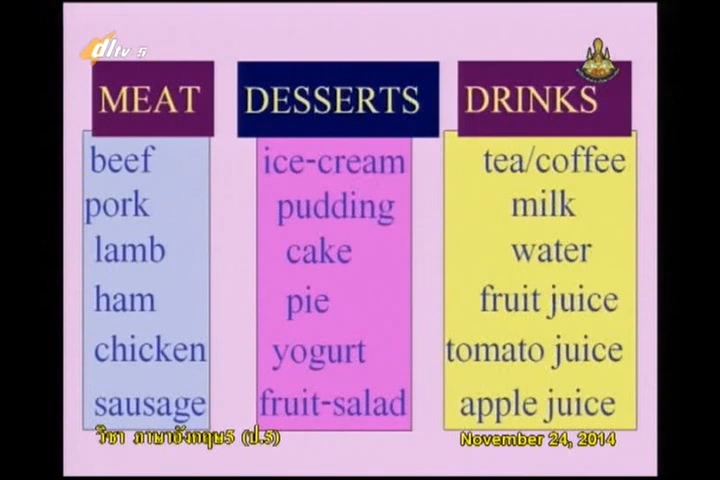 dltv 5
MEAT
beef
pork
lamb
ham
chicken
sausage
DESSERTS
ice-cream
pudding
cake
pie
yogurt
fruit-salad
DRINKS
tea/coffee
milk
water
fruit juice
tomato juice
apple juice
วิชา ภาษาอังกฤษ5 (ป.5)
November 24, 2014